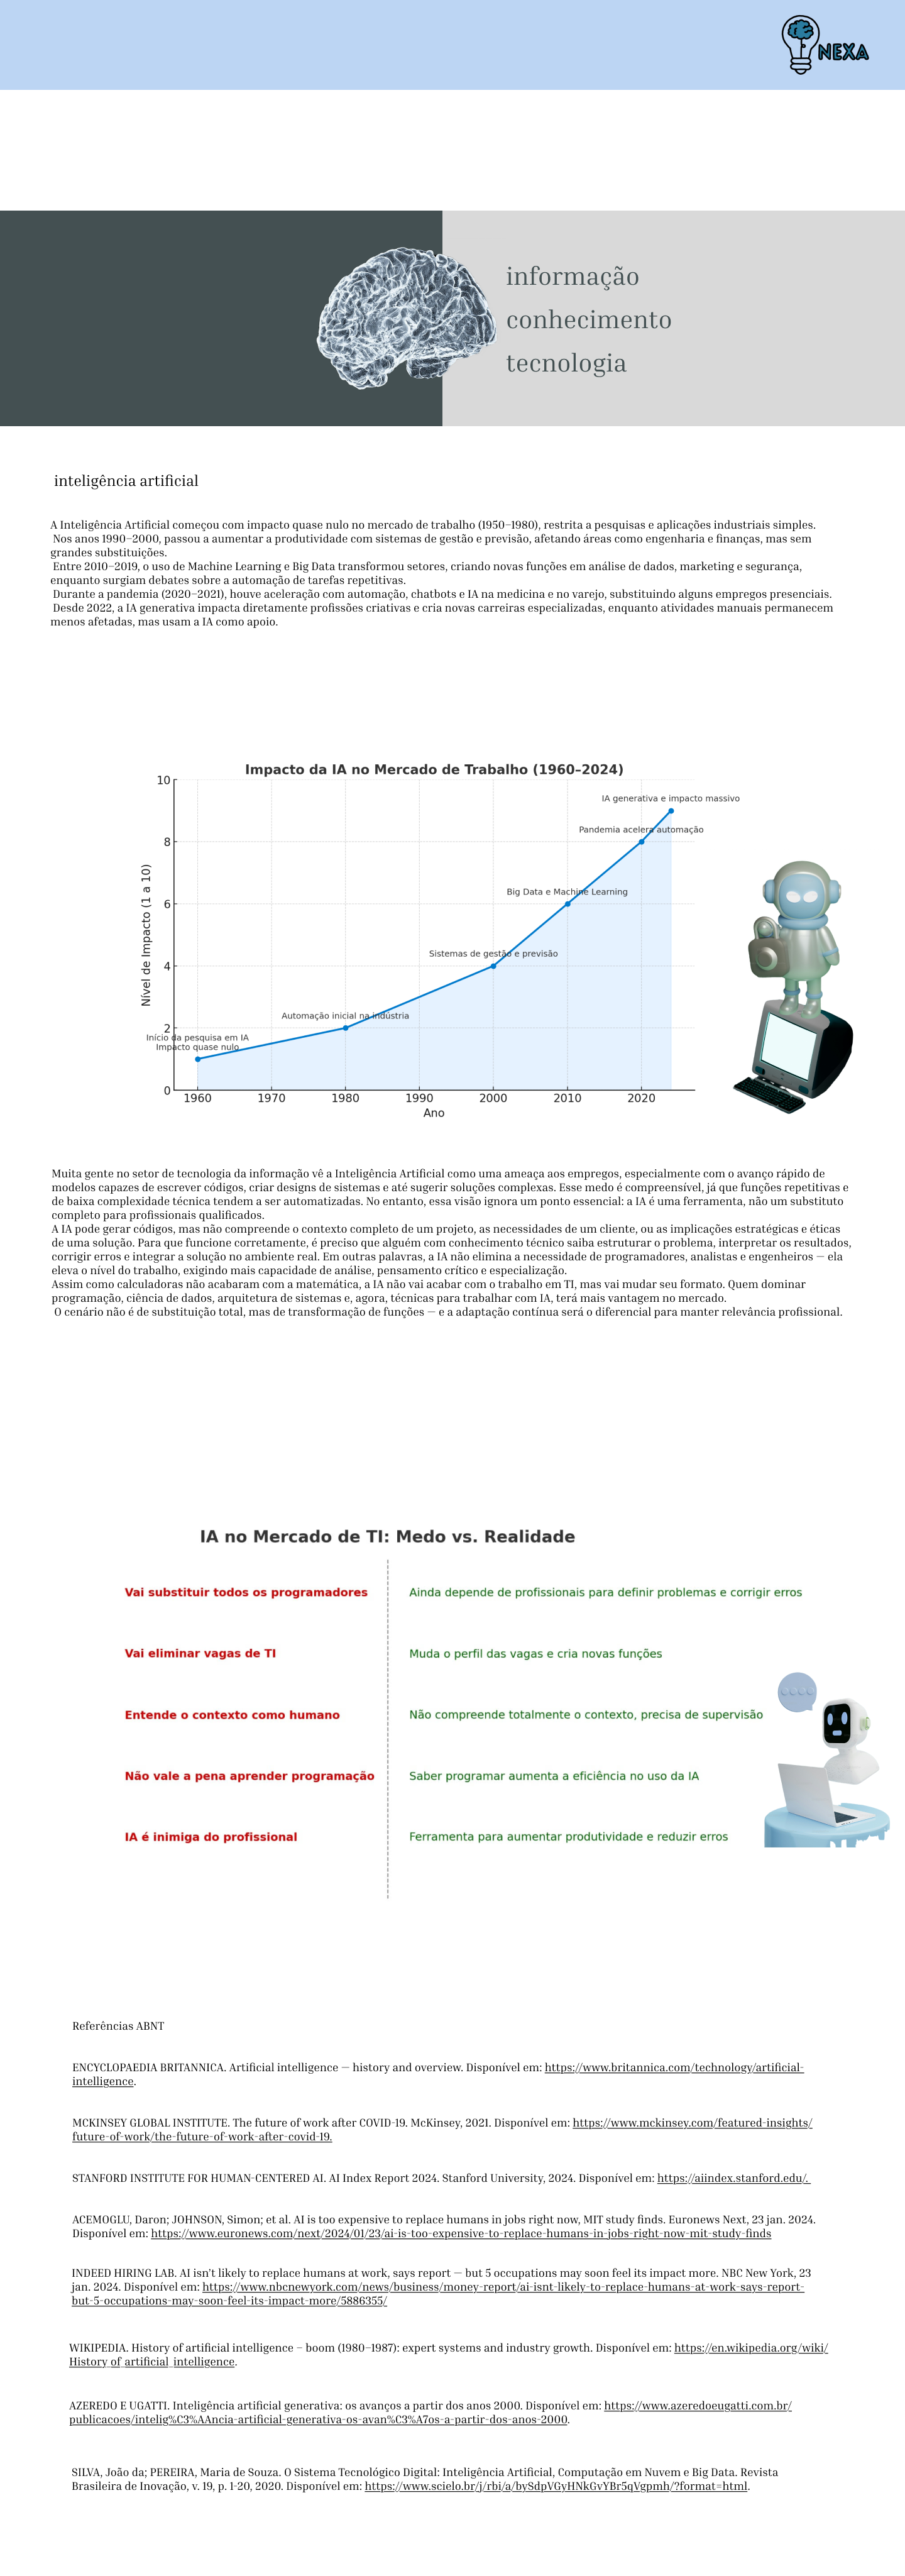 NEXA
informação
conhecimento
tecnologia
inteligência artificial
A Inteligência Artificial começou com impacto quase nulo no mercado de trabalho (1950–1980), restrita a pesquisas e aplicações industriais simples.
Nos anos 1990–2000, passou a aumentar a produtividade com sistemas de gestão e previsão, afetando áreas como engenharia e finanças, mas sem
grandes substituições.
Entre 2010–2019, o uso de Machine Learning e Big Data transformou setores, criando novas funções em análise de dados, marketing e segurança,
enquanto surgiam debates sobre a automação de tarefas repetitivas.
Durante a pandemia (2020–2021), houve aceleração com automação, chatbots e IA na medicina e no varejo, substituindo alguns empregos presenciais.
Desde 2022, a IA generativa impacta diretamente profissões criativas e cria novas carreiras especializadas, enquanto atividades manuais permanecem
menos afetadas, mas usam a IA como apoio.
Impacto da IA no Mercado de Trabalho (1960–2024)
10
IA generativa e impacto massivo
Pandemia acelera automação
8
Big Data e Machine Learning
6
Nível de Impacto (1 a 10)
Sistemas de gestão e previsão
4
Automação inicial na indústria
2
Início da pesquisa em IA
Impacto quase nulo
0
1960 1970 1980 1990 2000 2010 2020
Ano
Muita gente no setor de tecnologia da informação vê a Inteligência Artificial como uma ameaça aos empregos, especialmente com o avanço rápido de
modelos capazes de escrever códigos, criar designs de sistemas e até sugerir soluções complexas. Esse medo é compreensível, já que funções repetitivas e
de baixa complexidade técnica tendem a ser automatizadas. No entanto, essa visão ignora um ponto essencial: a IA é uma ferramenta, não um substituto
completo para profissionais qualificados.
A IA pode gerar códigos, mas não compreende o contexto completo de um projeto, as necessidades de um cliente, ou as implicações estratégicas e éticas
de uma solução. Para que funcione corretamente, é preciso que alguém com conhecimento técnico saiba estruturar o problema, interpretar os resultados,
corrigir erros e integrar a solução no ambiente real. Em outras palavras, a IA não elimina a necessidade de programadores, analistas e engenheiros — ela
eleva o nível do trabalho, exigindo mais capacidade de análise, pensamento crítico e especialização.
Assim como calculadoras não acabaram com a matemática, a IA não vai acabar com o trabalho em TI, mas vai mudar seu formato. Quem dominar
programação, ciência de dados, arquitetura de sistemas e, agora, técnicas para trabalhar com IA, terá mais vantagem no mercado.
O cenário não é de substituição total, mas de transformação de funções — e a adaptação contínua será o diferencial para manter relevância profissional.
IA no Mercado de TI: Medo vs. Realidade
Vai substituir todos os programadores
Ainda depende de profissionais para definir problemas e corrigir erros
Vai eliminar vagas de TI
Muda o perfil das vagas e cria novas funções
Entende o contexto como humano
Não compreende totalmente o contexto, precisa de supervisão
Não vale a pena aprender programação
Saber programar aumenta a eficiência no uso da IA
IA é inimiga do profissional
Ferramenta para aumentar produtividade e reduzir erros
Referências ABNT
ENCYCLOPAEDIA BRITANNICA. Artificial intelligence — history and overview. Disponível em: https://www.britannica.com/technology/artificial-
intelligence.
MCKINSEY GLOBAL INSTITUTE. The future of work after COVID-19. McKinsey, 2021. Disponível em: https://www.mckinsey.com/featured-insights/
future-of-work/the-future-of-work-after-covid-19.
STANFORD INSTITUTE FOR HUMAN-CENTERED AI. AI Index Report 2024. Stanford University, 2024. Disponível em: https://aiindex.stanford.edu/.
ACEMOGLU, Daron; JOHNSON, Simon; et al. AI is too expensive to replace humans in jobs right now, MIT study finds. Euronews Next, 23 jan. 2024.
Disponível em: https://www.euronews.com/next/2024/01/23/ai-is-too-expensive-to-replace-humans-in-jobs-right-now-mit-study-finds
INDEED HIRING LAB. AI isn't likely to replace humans at work, says report — but 5 occupations may soon feel its impact more. NBC New York, 23
jan. 2024. Disponível em: https://www.nbcnewyork.com/news/business/money-report/ai-isnt-likely-to-replace-humans-at-work-says-report-
but-5-occupations-may-soon-feel-its-impact-more/5886355/
WIKIPEDIA. History of artificial intelligence – boom (1980–1987): expert systems and industry growth. Disponível em: https://en.wikipedia.org/wiki/
History_of_artificial_intelligence.
AZEREDO E UGATTI. Inteligência artificial generativa: os avanços a partir dos anos 2000. Disponível em: https://www.azeredoeugatti.com.br/
publicacoes/intelig%C3%AAncia-artificial-generativa-os-avan%C3%A7os-a-partir-dos-anos-2000.
SILVA, João da; PEREIRA, Maria de Souza. O Sistema Tecnológico Digital: Inteligência Artificial, Computação em Nuvem e Big Data. Revista
Brasileira de Inovação, v. 19, p. 1-20, 2020. Disponível em: https://www.scielo.br/j/rbi/a/bySdpVGyHNkGvYBr5qVgpmh/?format=html.